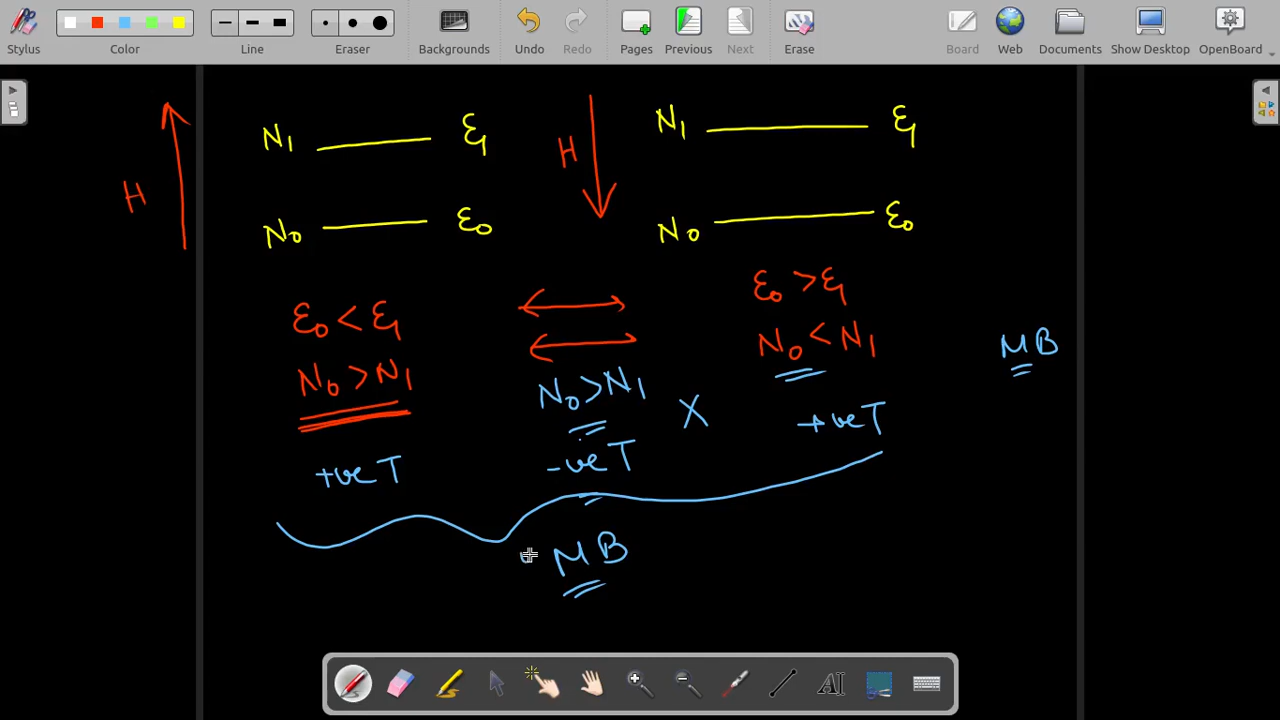 Stylus
Color
Line
Eraser
Backgrounds
Undo
Redo
Pages
Previous
Next
Erase
Board
Web
Documents
Show Desktop
OpenBoard
N₁ ε₁
H
N₀ ε₀
H
N₁ ε₁
N₀ ε₀
ε₀ < ε₁
N₀ > N₁
+ve T
N₀ > N₁ X
-ve T
ε₀ > ε₁
N₀ < N₁
+ve T
MB
MB
AI